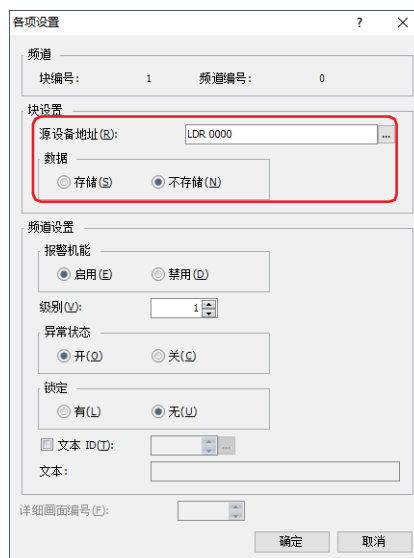 各项设置 ? ×
频道
块编号: 1 频道编号: 0
块设置
源设备地址(R): LDR 0000 ...
数据
存储(S) 不存储(N)
频道设置
报警机能
启用(E) 禁用(D)
级别(V): 1
异常状态
开(O) 关(C)
锁定
有(L) 无(U)
文本 ID(T): ...
文本:
详细画面编号(F):
确定 取消